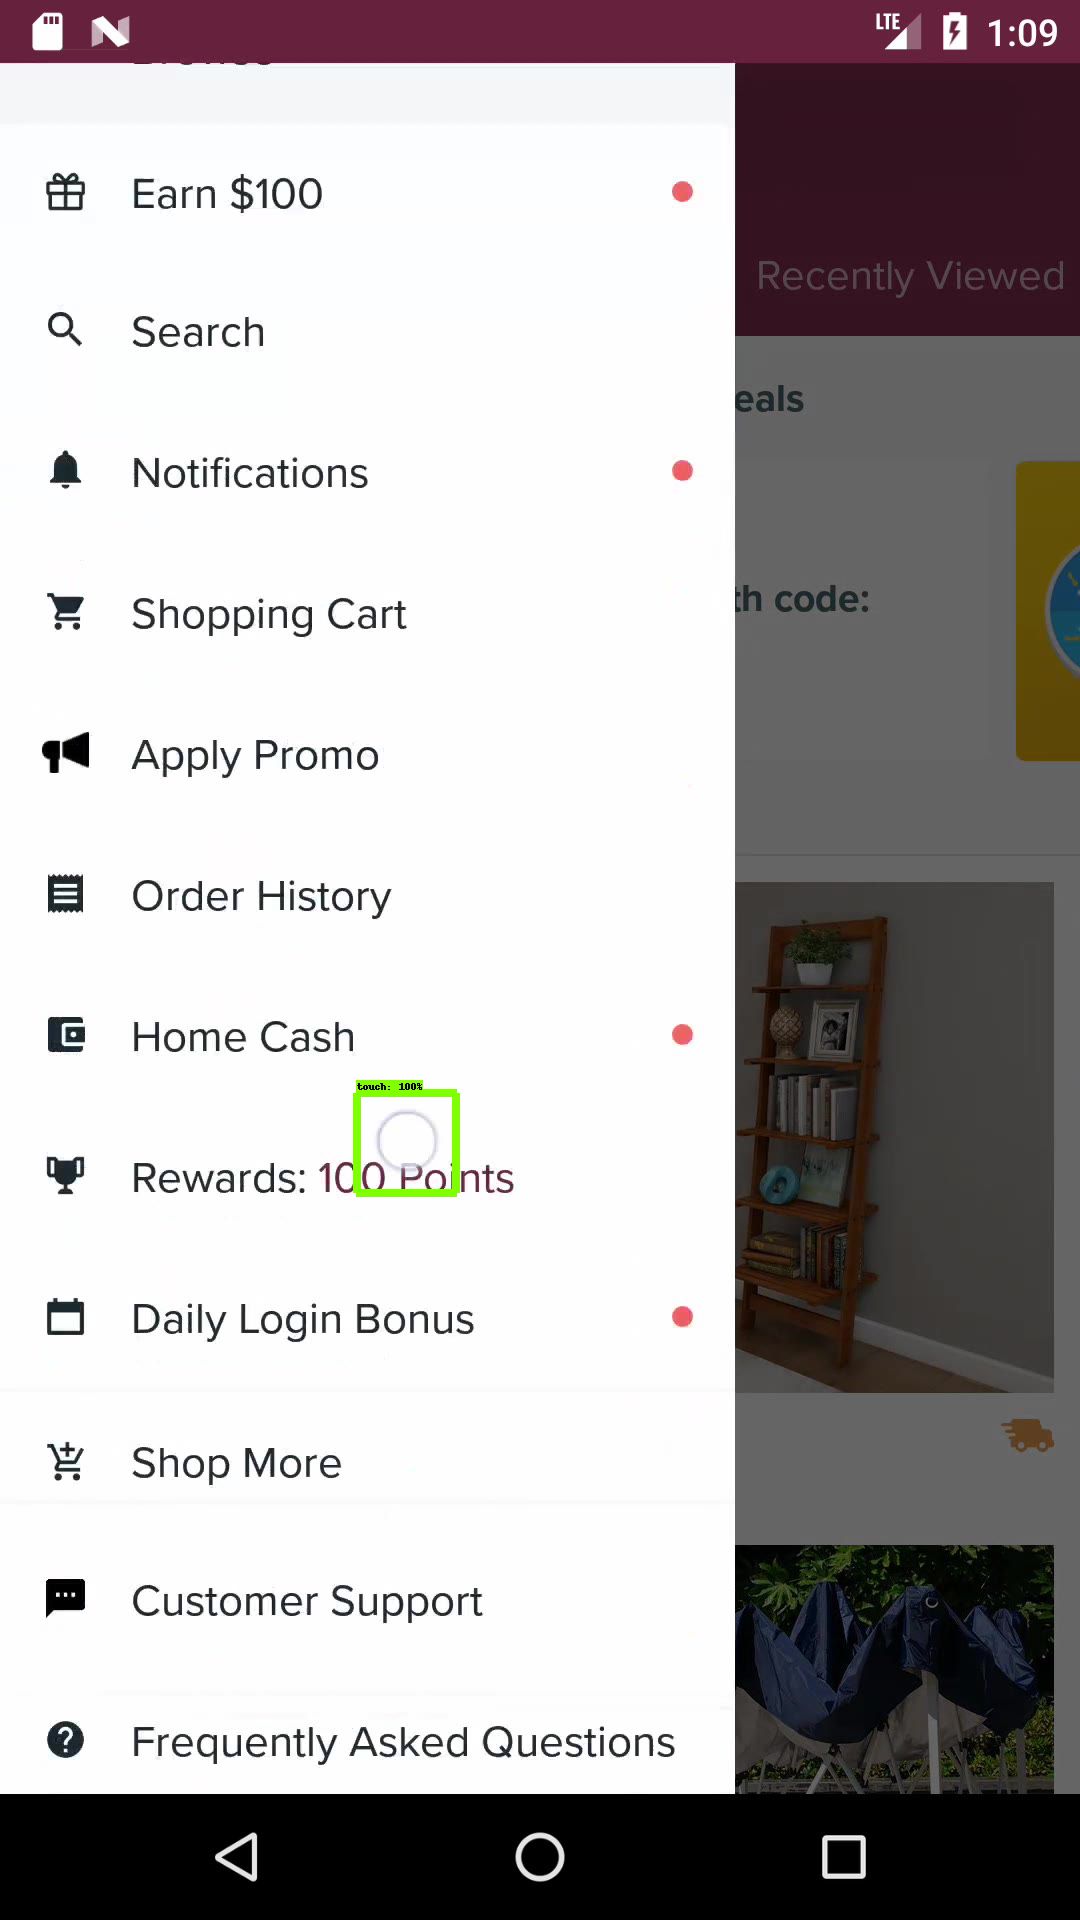 LTE 1:09
Earn $100
Recently Viewed
Search
eals
Notifications
th code:
Shopping Cart
Apply Promo
Order History
Home Cash
touch: 100%
Rewards: 100 Points
Daily Login Bonus
Shop More
Customer Support
Frequently Asked Questions